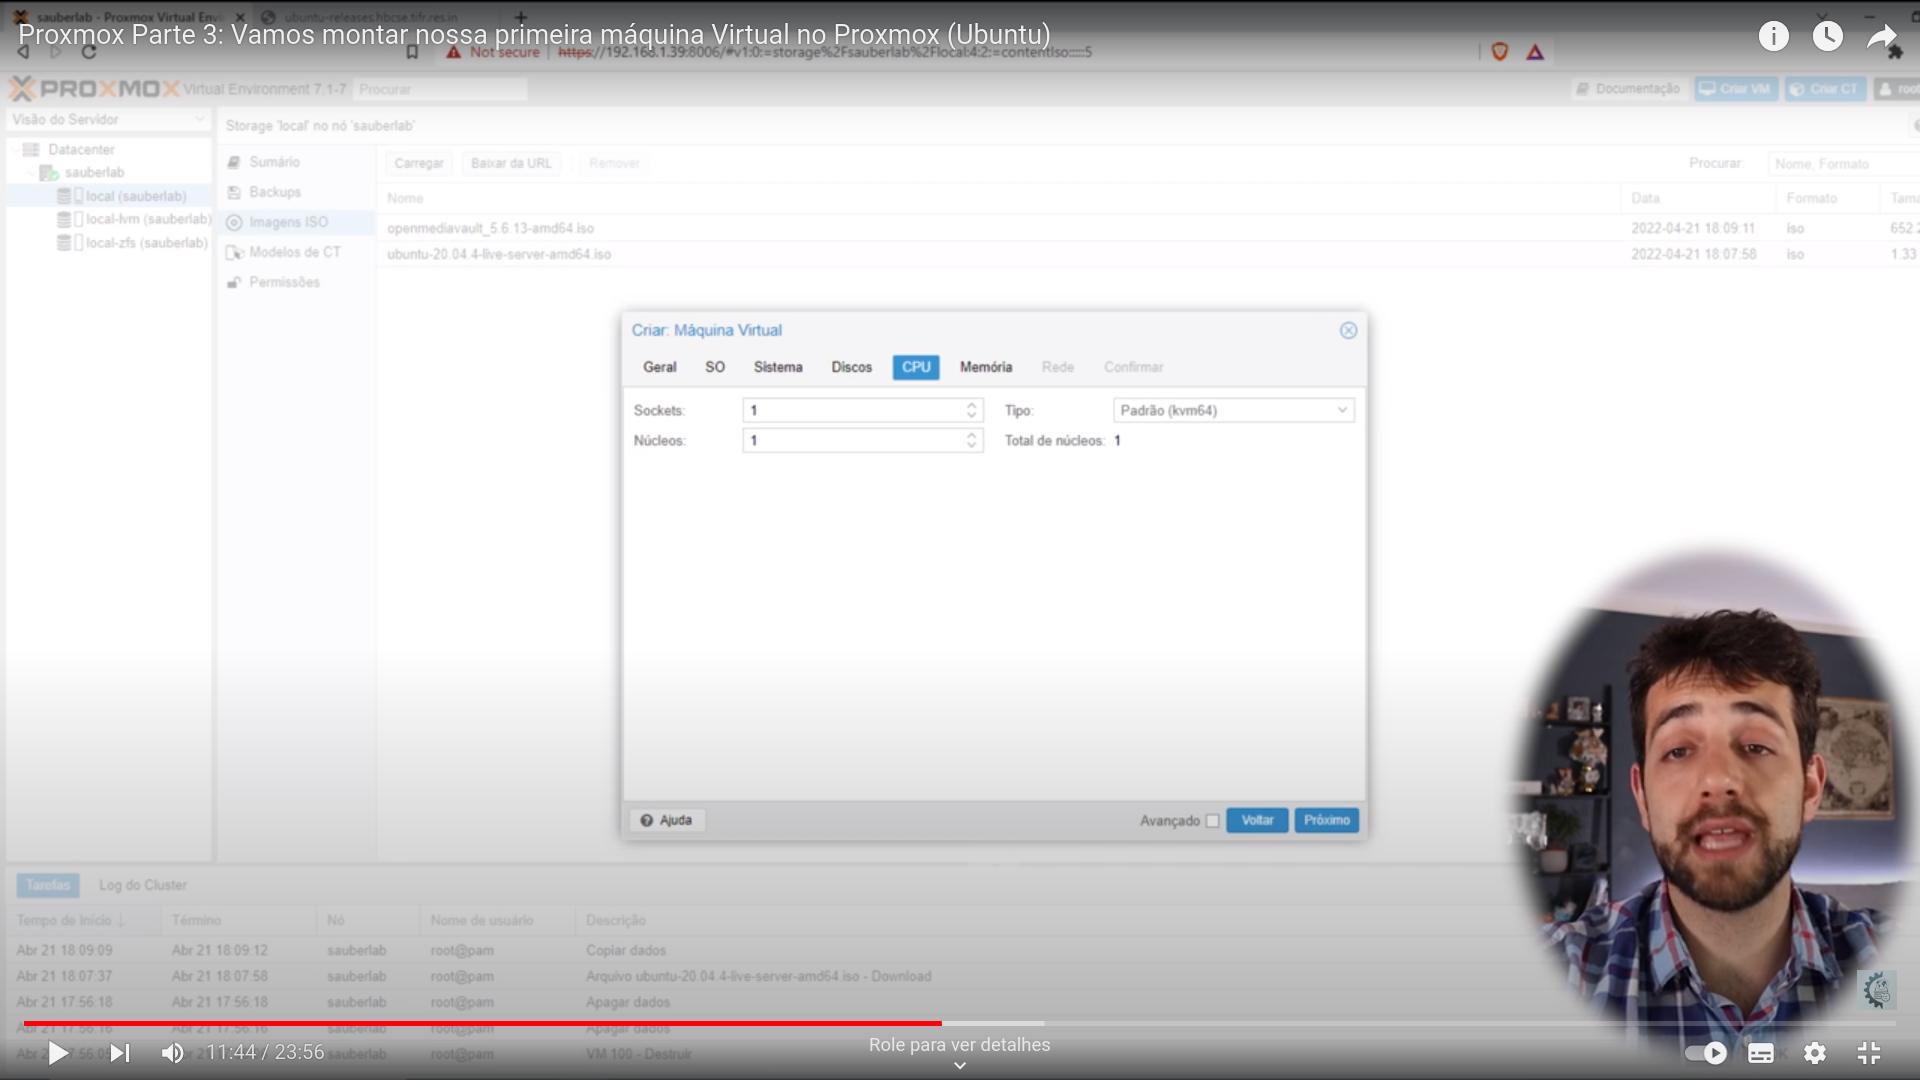 sauberlab - Proxmox Virtual Envi
ubuntu-releases.hbcse.tifr.res.in
Proxmox Parte 3: Vamos montar nossa primeira máquina Virtual no Proxmox (Ubuntu)
Not secure
https://192.168.1.39:8006/#v1:0:=storage%2Fsauberlab%2Flocal:4:2:=contentIso:::::5
PROXMOX Virtual Environment 7.1-7 Procurar
Documentação Criar VM Criar CT root
Visão do Servidor
Storage 'local' no nó 'sauberlab'
Datacenter
sauberlab
local (sauberlab)
local-lvm (sauberlab)
local-zfs (sauberlab)
Sumário
Backups
Imagens ISO
Modelos de CT
Permissões
Carregar Baixar da URL Remover Procurar: Nome, Formato
Nome Data Formato Tama
openmediavault_5.6.13-amd64.iso 2022-04-21 18:09:11 iso 652.2
ubuntu-20.04.4-live-server-amd64.iso 2022-04-21 18:07:58 iso 1.33
Criar: Máquina Virtual
Geral SO Sistema Discos CPU Memória Rede Confirmar
Sockets: 1 Tipo: Padrão (kvm64)
Núcleos: 1 Total de núcleos: 1
Ajuda Avançado Voltar Próximo
Tarefas Log do Cluster
Tempo de Início Término Nó Nome de usuário Descrição
Abr 21 18:09:09 Abr 21 18:09:12 sauberlab root@pam Copiar dados
Abr 21 18:07:37 Abr 21 18:07:58 sauberlab root@pam Arquivo ubuntu-20.04.4-live-server-amd64.iso - Download
Abr 21 17:56:18 Abr 21 17:56:18 sauberlab root@pam Apagar dados
Abr 21 17:56:16 Abr 21 17:56:16 sauberlab root@pam Apagar dados
sauberlab root@pam VM 100 - Destruir
11:44 / 23:56
Role para ver detalhes